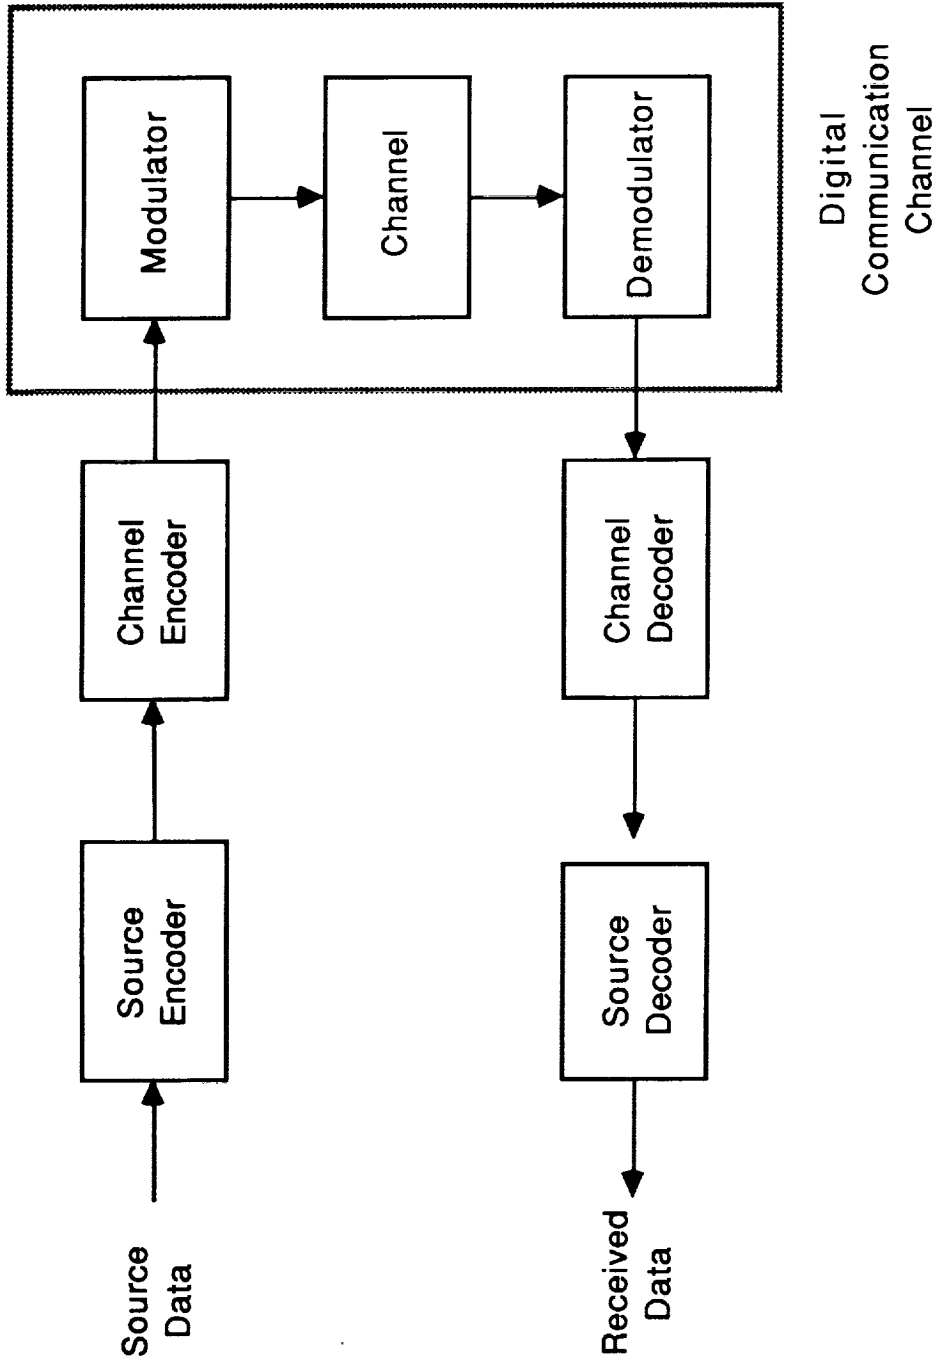 Source
Data
Source
Encoder
Channel
Encoder
Modulator
Channel
Demodulator
Digital
Communication
Channel
Channel
Decoder
Source
Decoder
Received
Data